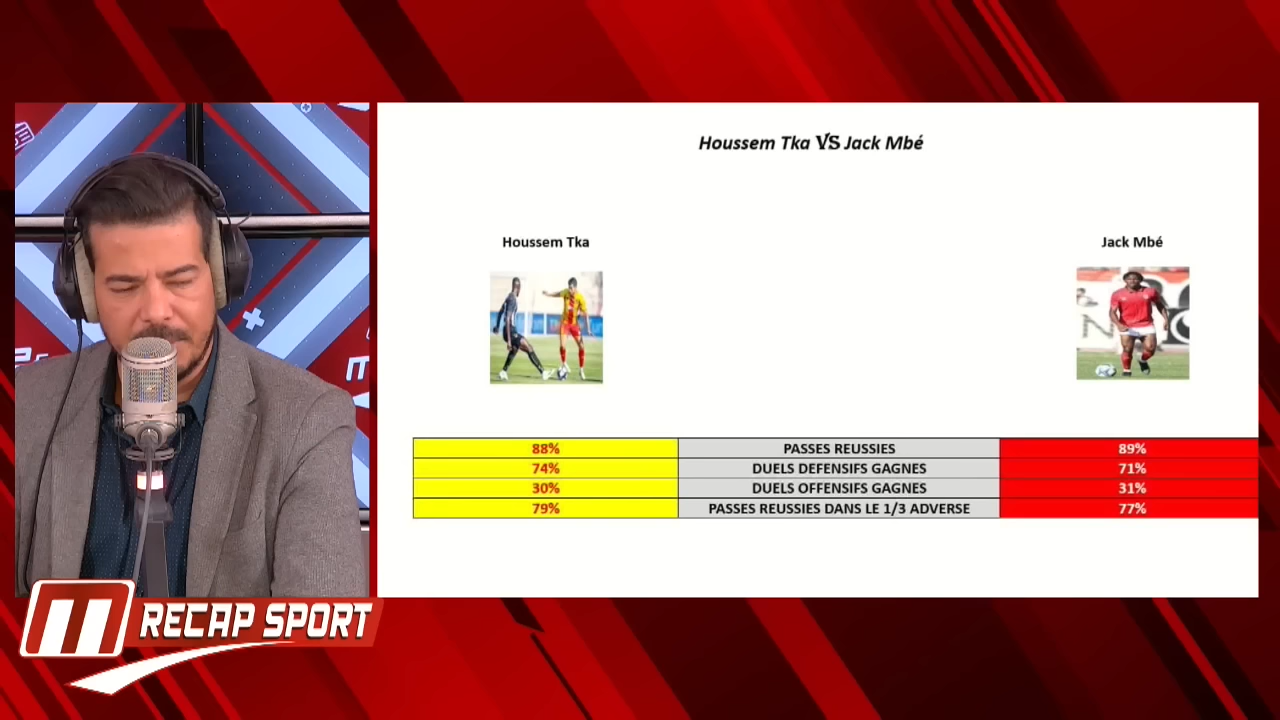 Houssem Tka VS Jack Mbé
Houssem Tka
Jack Mbé
88% PASSES REUSSIES 89%
74% DUELS DEFENSIFS GAGNES 71%
30% DUELS OFFENSIFS GAGNES 31%
79% PASSES REUSSIES DANS LE 1/3 ADVERSE 77%
M RECAP SPORT